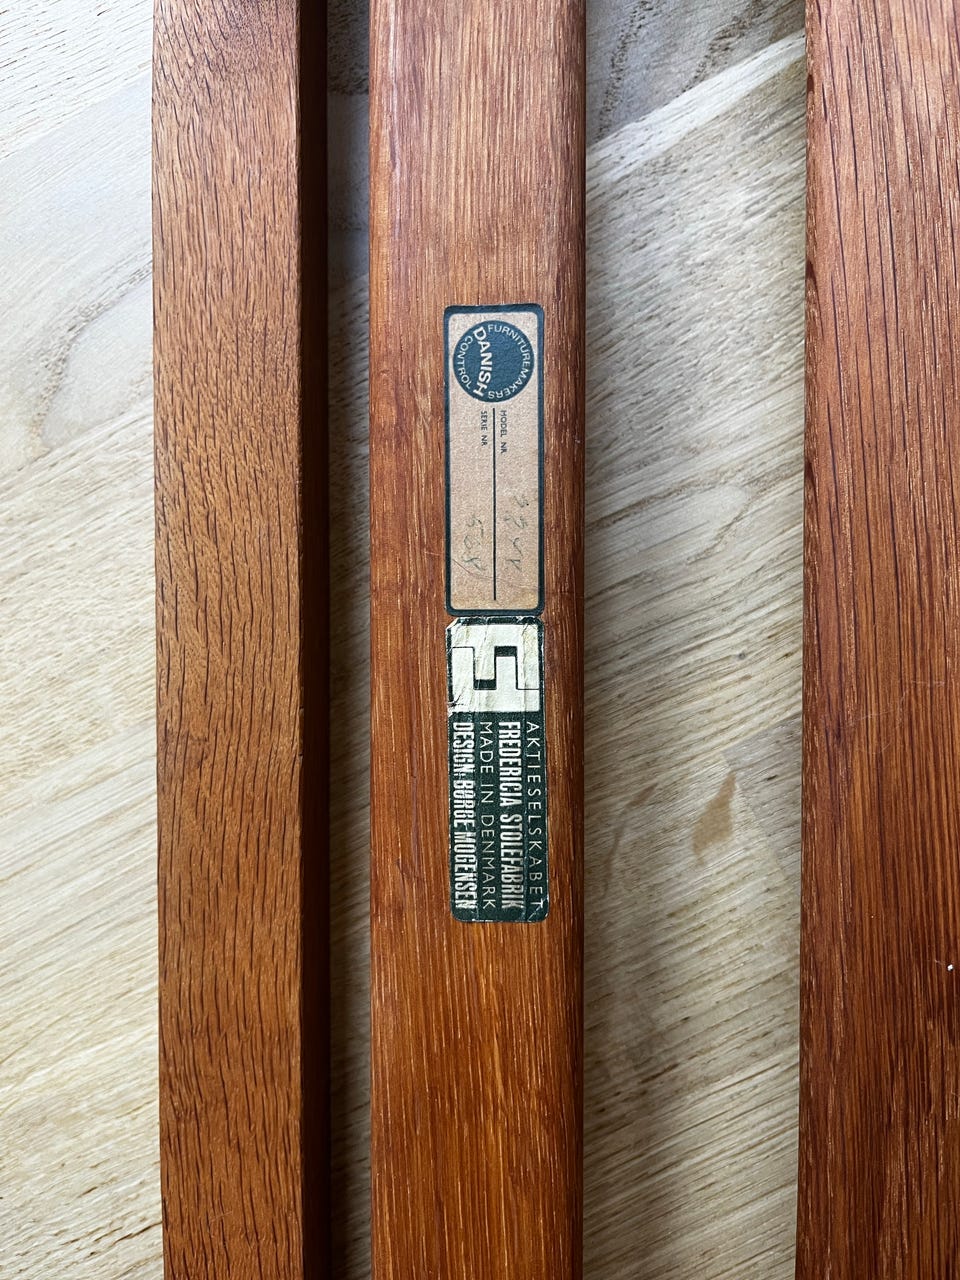 DANISH
FURNITUREMAKERS
CONTROL
MODEL NR.
SERIE NR.
AKTIESELSKABET
FREDERICIA STOLEFABRIK
MADE IN DENMARK
DESIGN: BØRGE MOGENSEN